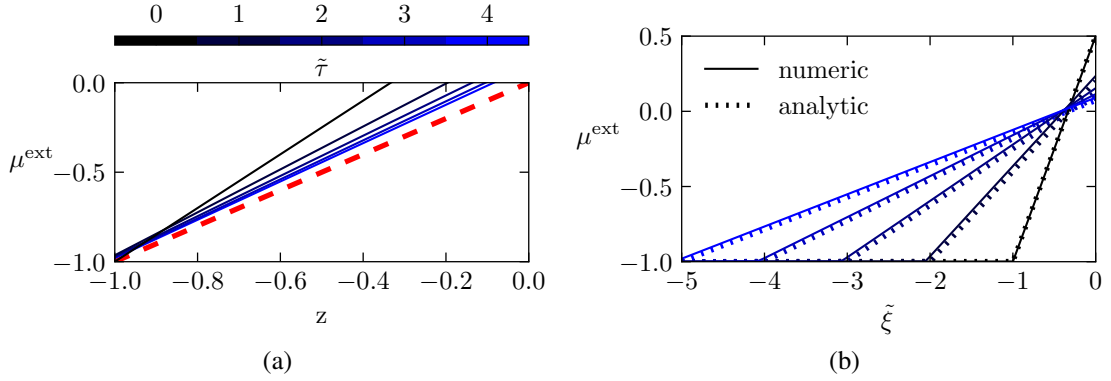 0 1 2 3 4
τ̃
0.0
μ^ext
−0.5
−1.0
−1.0 −0.8 −0.6 −0.4 −0.2 0.0
z
(a)
0.5
numeric
analytic
μ^ext
0.0
−0.5
−1.0
−5 −4 −3 −2 −1 0
ξ̃
(b)